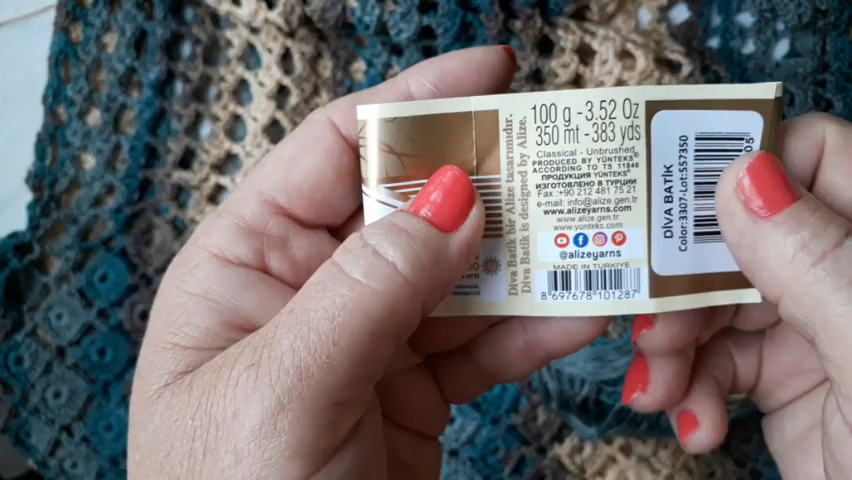 Diva Batik bir Alize tasarımıdır.
Diva Batik is designed by Alize.
100 g - 3.52 Oz
350 mt - 383 yds
Classical - Unbrushed
PRODUCED BY YÜNTEKS®
ACCORDING TO TS 11846
ПРОДУКЦИЯ YÜNTEKS®
ИЗГОТОВЛЕНО В ТУРЦИИ
Fax :+90 212 481 75 21
e-mail: info@alize.gen.tr
www.alizeyarns.com
www.alize.gen.tr
www.yunteks.com
@alizeyarns
MADE IN TÜRKİYE
8 697678 101287
DİVA BATİK
Color:3307-Lot:557350
05